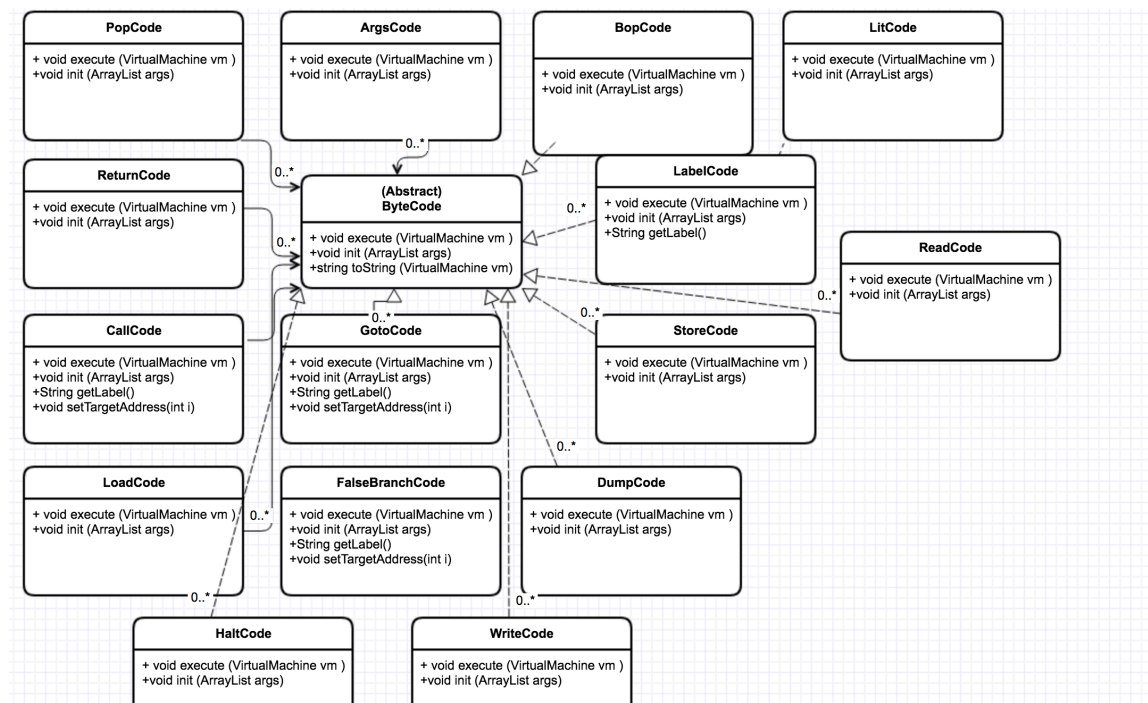 PopCode
+ void execute (VirtualMachine vm )
+void init (ArrayList args)
ArgsCode
+ void execute (VirtualMachine vm )
+void init (ArrayList args)
BopCode
+ void execute (VirtualMachine vm )
+void init (ArrayList args)
LitCode
+ void execute (VirtualMachine vm )
+void init (ArrayList args)
0..*
0..*
ReturnCode
+ void execute (VirtualMachine vm )
+void init (ArrayList args)
0..*
(Abstract)
ByteCode
+ void execute (VirtualMachine vm )
+void init (ArrayList args)
+string toString (VirtualMachine vm)
0..*
LabelCode
+ void execute (VirtualMachine vm )
+void init (ArrayList args)
+String getLabel()
ReadCode
+ void execute (VirtualMachine vm )
+void init (ArrayList args)
0..*
CallCode
+ void execute (VirtualMachine vm )
+void init (ArrayList args)
+String getLabel()
+void setTargetAddress(int i)
0..*
GotoCode
+ void execute (VirtualMachine vm )
+void init (ArrayList args)
+String getLabel()
+void setTargetAddress(int i)
0..*
StoreCode
+ void execute (VirtualMachine vm )
+void init (ArrayList args)
0..*
LoadCode
+ void execute (VirtualMachine vm )
+void init (ArrayList args)
0..*
FalseBranchCode
+ void execute (VirtualMachine vm )
+void init (ArrayList args)
+String getLabel()
+void setTargetAddress(int i)
DumpCode
+ void execute (VirtualMachine vm )
+void init (ArrayList args)
0..*
0..*
HaltCode
+ void execute (VirtualMachine vm )
+void init (ArrayList args)
WriteCode
+ void execute (VirtualMachine vm )
+void init (ArrayList args)